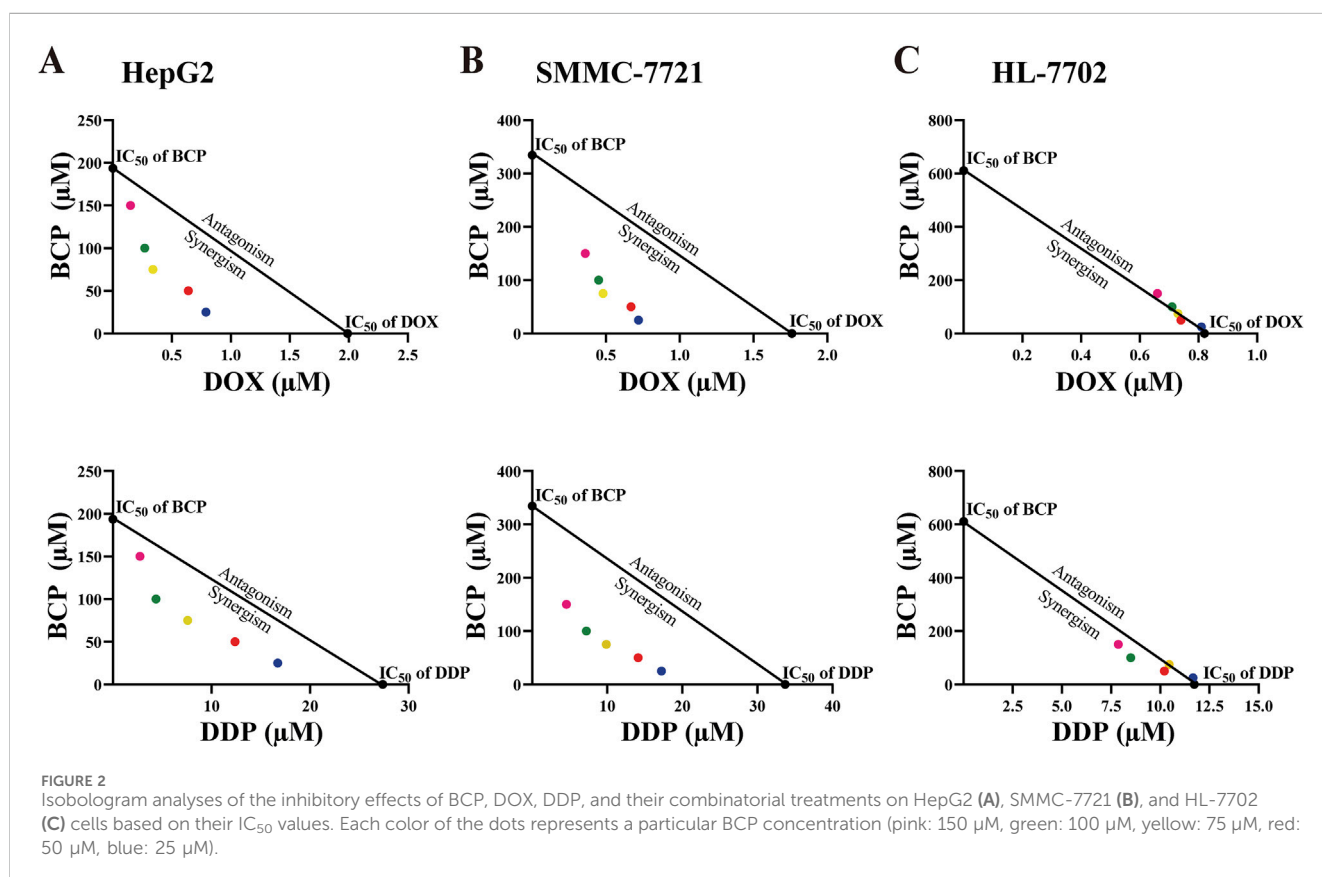 A HepG2
B SMMC-7721
C HL-7702
250
200
150
100
50
0
BCP (μM)
IC50 of BCP
Antagonism
Synergism
IC50 of DOX
0.5 1.0 1.5 2.0 2.5
DOX (μM)
400
300
200
100
0
BCP (μM)
IC50 of BCP
Antagonism
Synergism
IC50 of DOX
0.5 1.0 1.5 2.0
DOX (μM)
800
600
400
200
0
BCP (μM)
IC50 of BCP
Antagonism
Synergism
IC50 of DOX
0.2 0.4 0.6 0.8 1.0
DOX (μM)
250
200
150
100
50
0
BCP (μM)
IC50 of BCP
Antagonism
Synergism
IC50 of DDP
10 20 30
DDP (μM)
400
300
200
100
0
BCP (μM)
IC50 of BCP
Antagonism
Synergism
IC50 of DDP
10 20 30 40
DDP (μM)
800
600
400
200
0
BCP (μM)
IC50 of BCP
Antagonism
Synergism
IC50 of DDP
2.5 5.0 7.5 10.0 12.5 15.0
DDP (μM)
FIGURE 2
Isobologram analyses of the inhibitory effects of BCP, DOX, DDP, and their combinatorial treatments on HepG2 (A), SMMC-7721 (B), and HL-7702
(C) cells based on their IC50 values. Each color of the dots represents a particular BCP concentration (pink: 150 μM, green: 100 μM, yellow: 75 μM, red:
50 μM, blue: 25 μM).